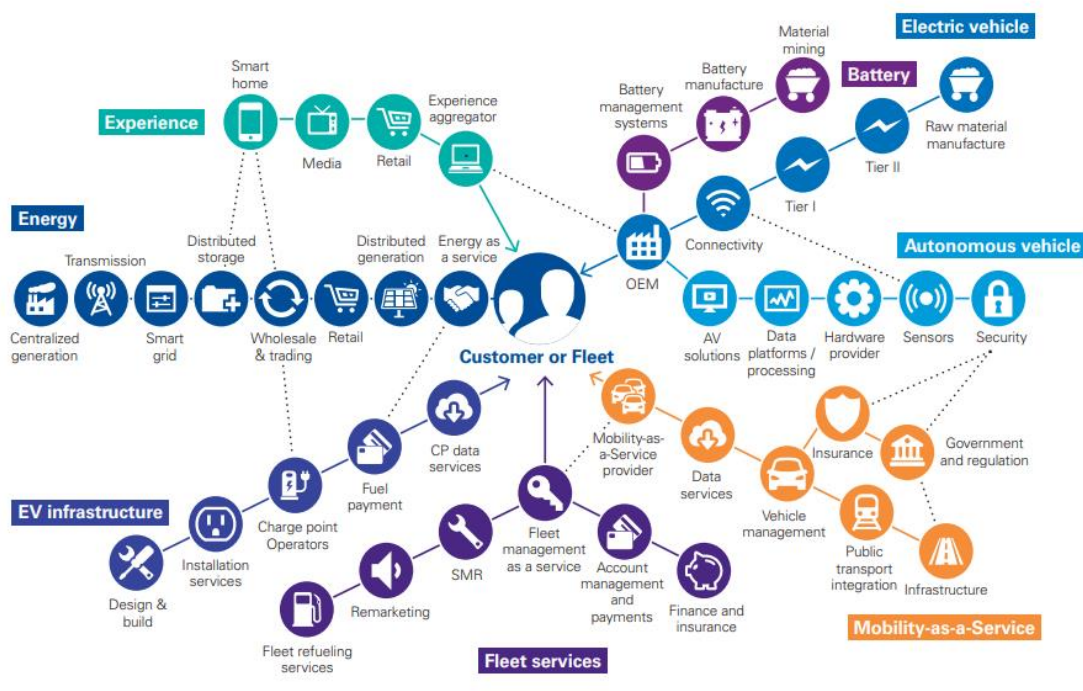 Electric vehicle
Material
mining
Battery
Battery
manufacture
Battery
management
systems
Raw material
manufacture
Tier II
Tier I
Connectivity
OEM
Smart
home
Experience
Media
Retail
Experience
aggregator
Energy
Centralized
generation
Transmission
Smart
grid
Distributed
storage
Wholesale
& trading
Retail
Distributed
generation
Energy as
a service
Customer or Fleet
Autonomous vehicle
AV
solutions
Data
platforms /
processing
Hardware
provider
Sensors
Security
EV infrastructure
Design &
build
Installation
services
Charge point
Operators
Fuel
payment
CP data
services
Fleet refueling
services
Remarketing
SMR
Fleet
management
as a service
Account
management
and
payments
Finance and
insurance
Fleet services
Mobility-as-
a-Service
provider
Data
services
Vehicle
management
Insurance
Government
and regulation
Public
transport
integration
Infrastructure
Mobility-as-a-Service